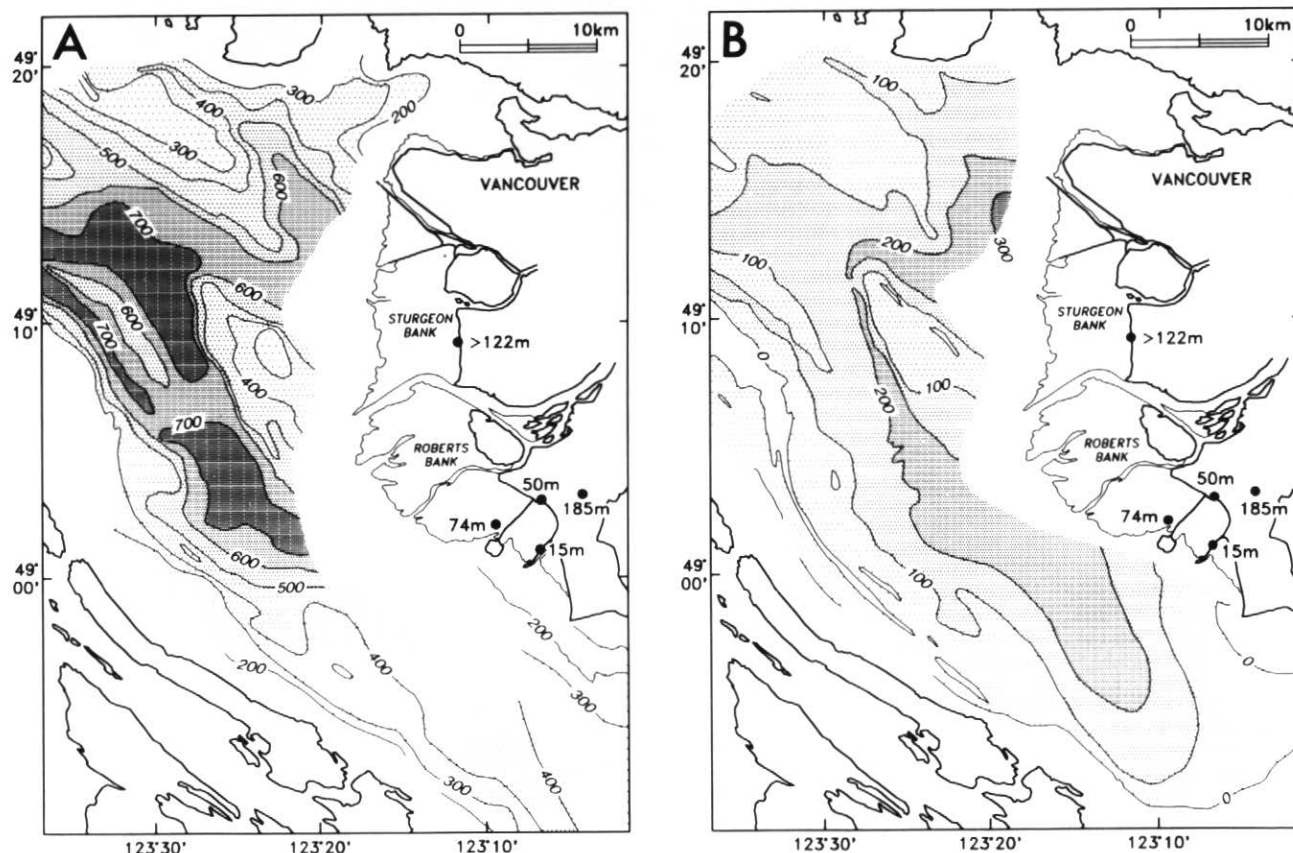 A
0 10km
49°
20'
300
400
200
300
500
600
VANCOUVER
700
600
49°
10'
STURGEON
BANK
600
>122m
700
400
700
ROBERTS
BANK
50m
185m
74m
15m
600
49°
00'
500
200
400
200
300
400
300
123°30'
123°20'
123°10'
B
0 10km
49°
20'
100
VANCOUVER
200
300
100
49°
10'
STURGEON
BANK
0
>122m
100
200
ROBERTS
BANK
50m
185m
74m
15m
49°
00'
100
0
0
123°30'
123°20'
123°10'